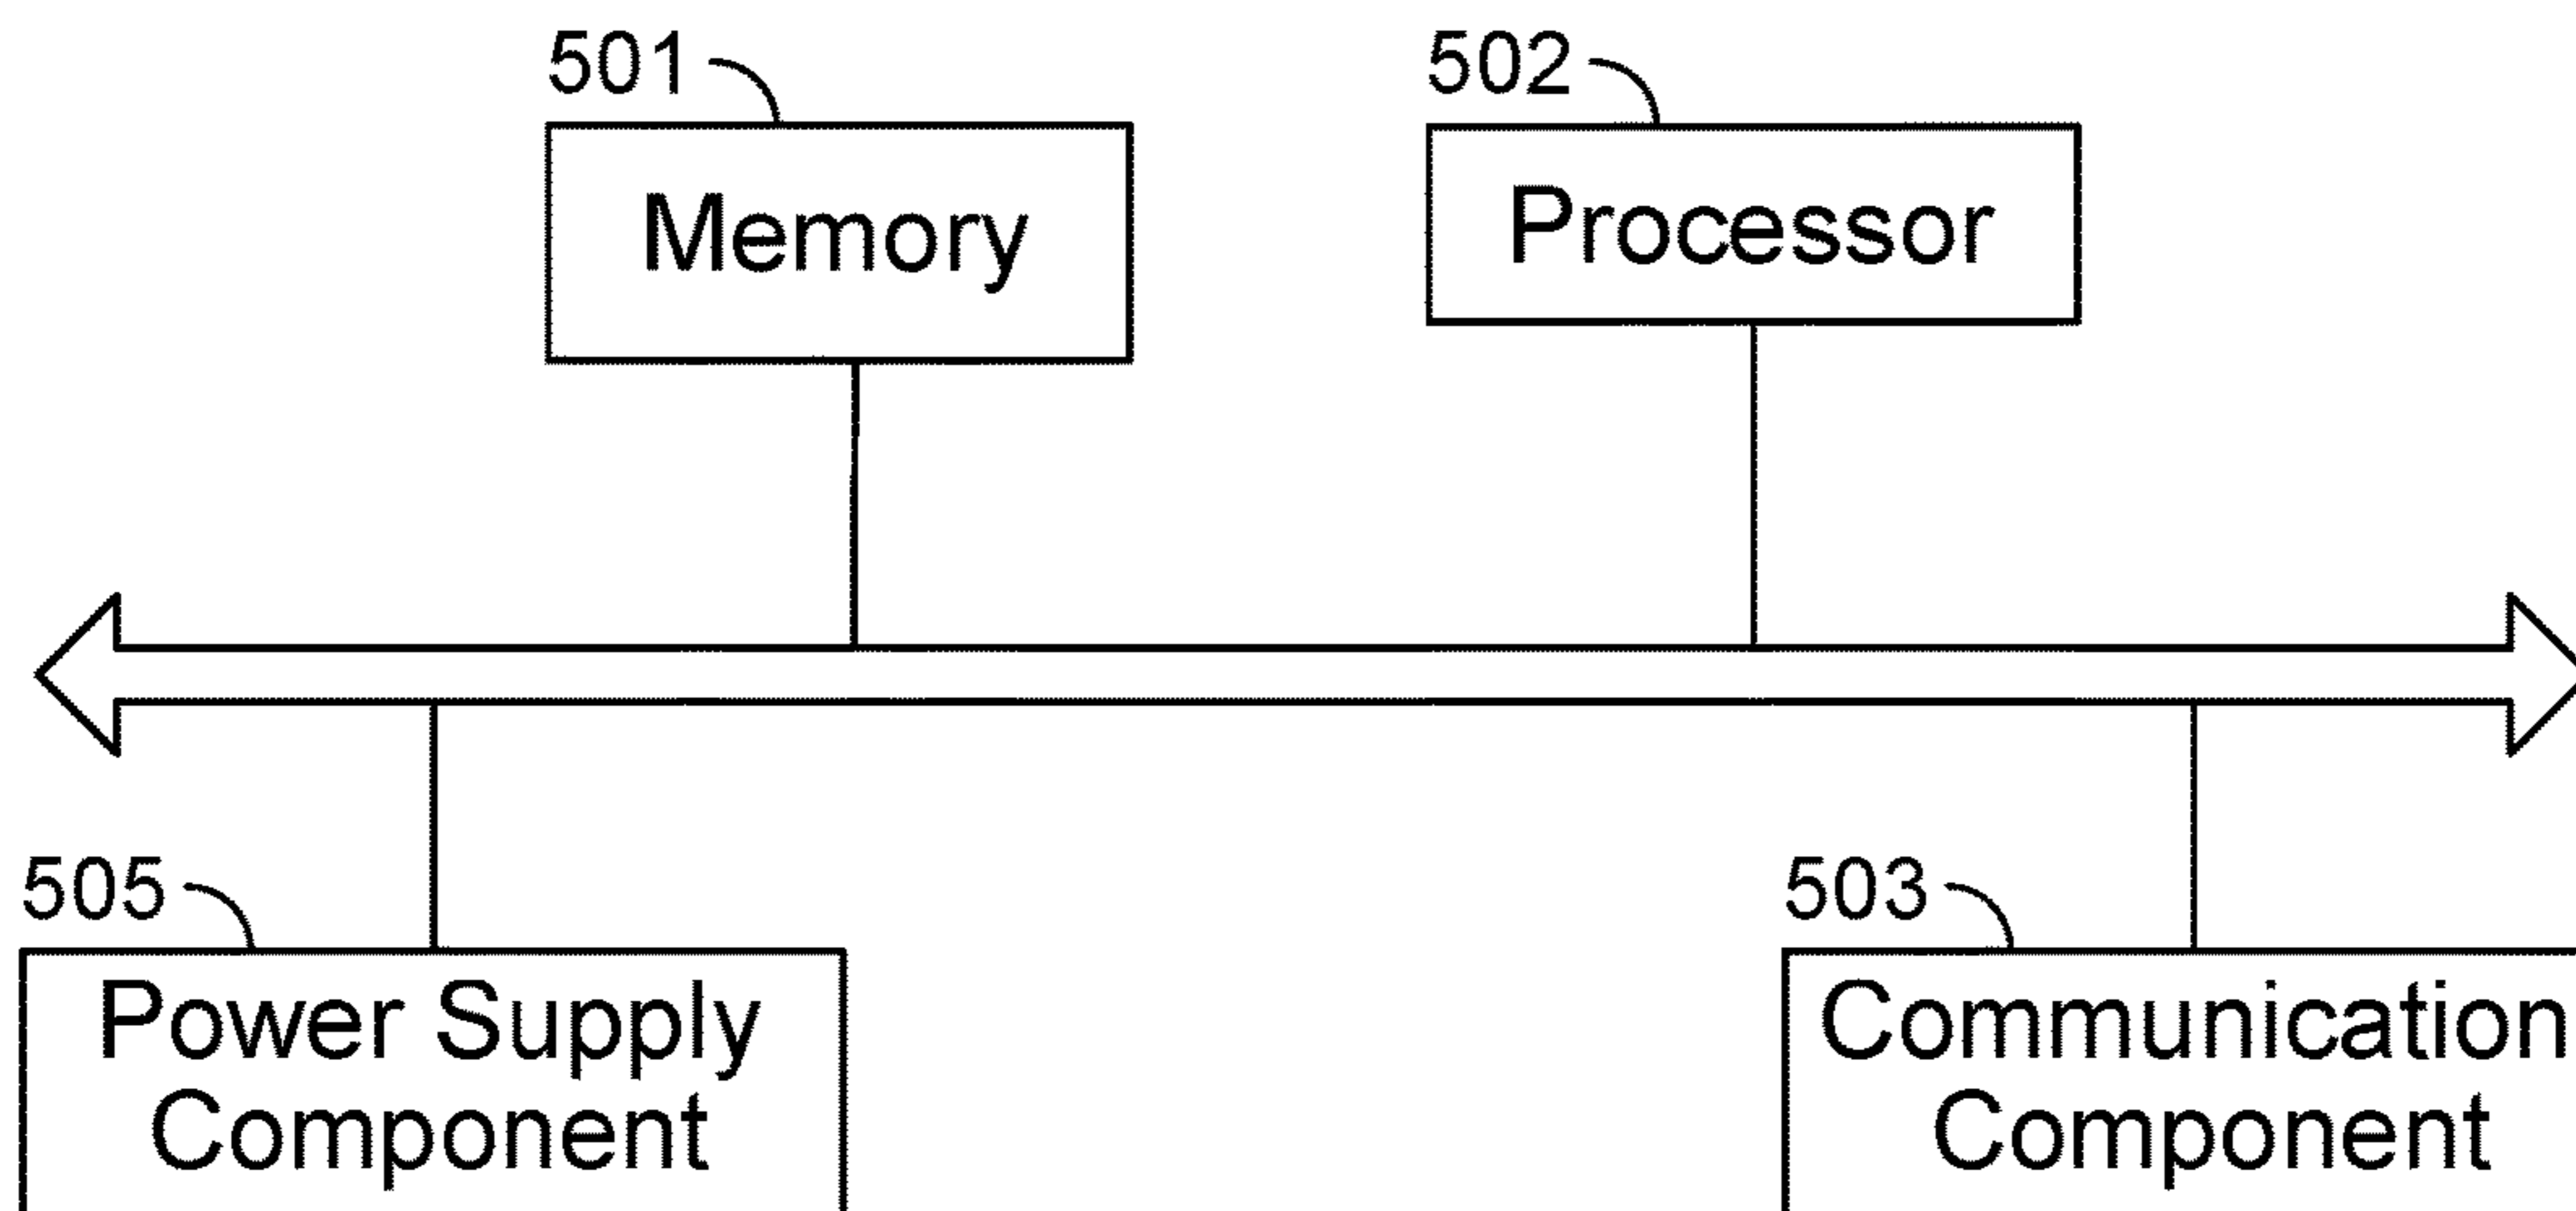 501
502
Memory
Processor
505
503
Power Supply
Component
Communication
Component